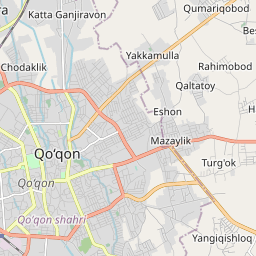 Qumariqobod
Katta Ganjiravon
Yakkamulla
Chodaklik
Rahimobod
Qaltatoy
Eshon
Mazaylik
Qo‘qon
Turg'ok
Qo‘qon
Qo‘qon shahri
Yangiqishloq